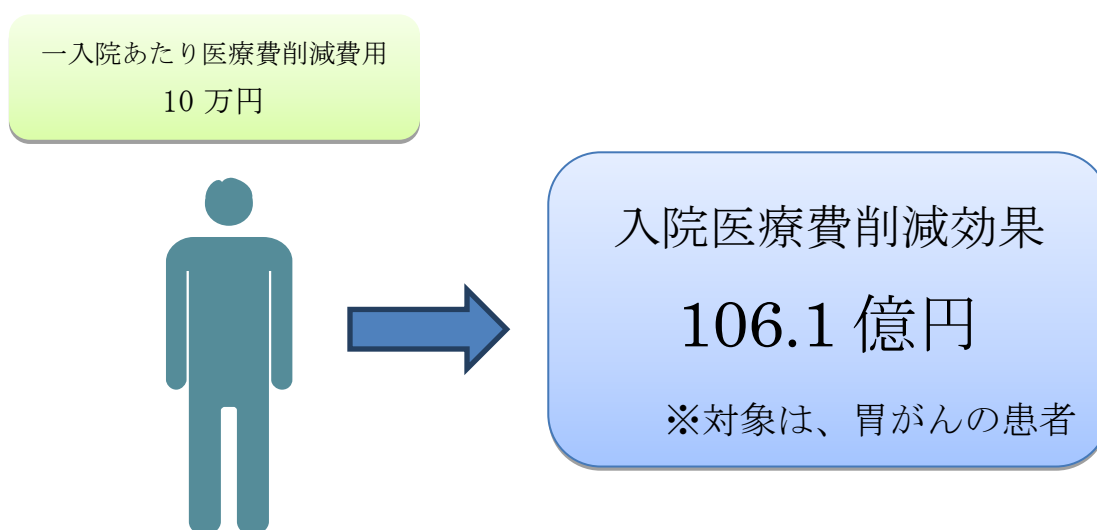 一入院あたり医療費削減費用
10 万円
入院医療費削減効果
106.1 億円
※対象は、胃がんの患者